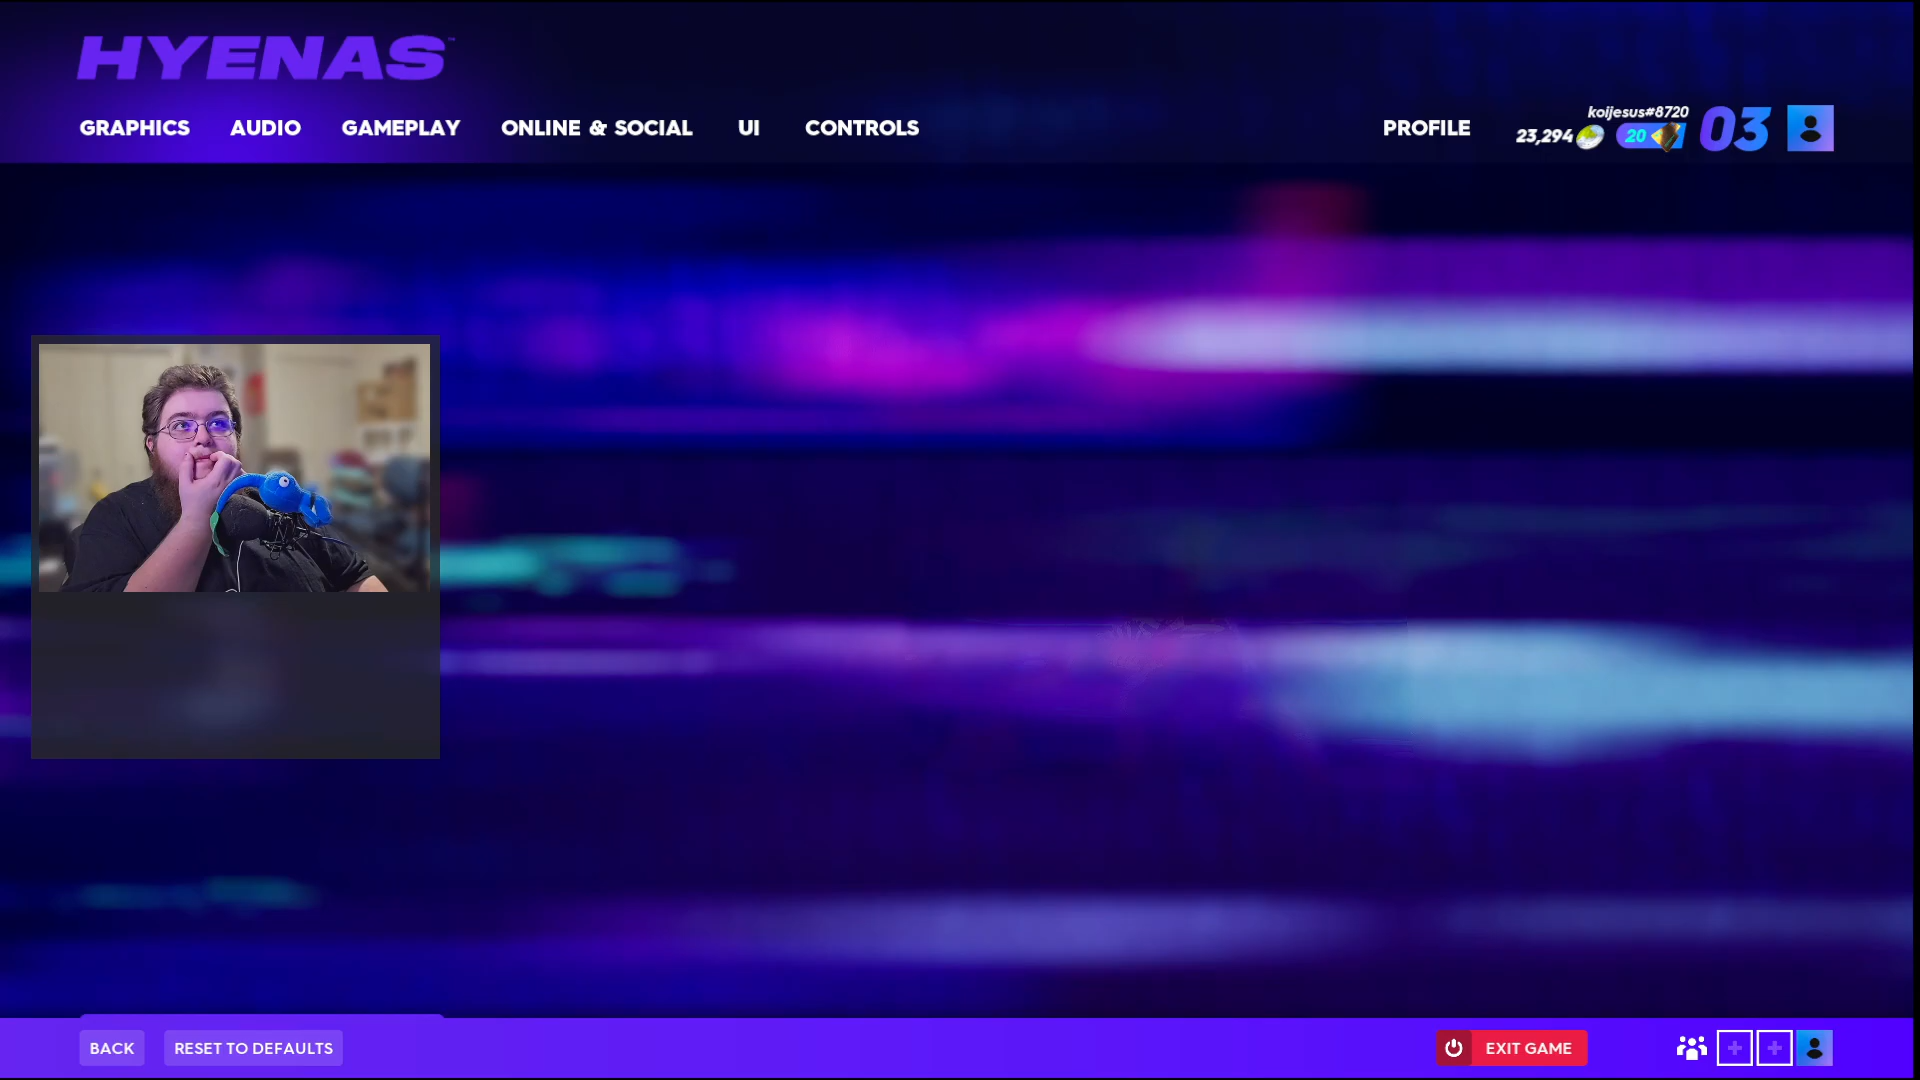 HYENAS™
GRAPHICS AUDIO GAMEPLAY ONLINE & SOCIAL UI CONTROLS PROFILE
koijesus#8720
23,294 20 03
BACK RESET TO DEFAULTS EXIT GAME